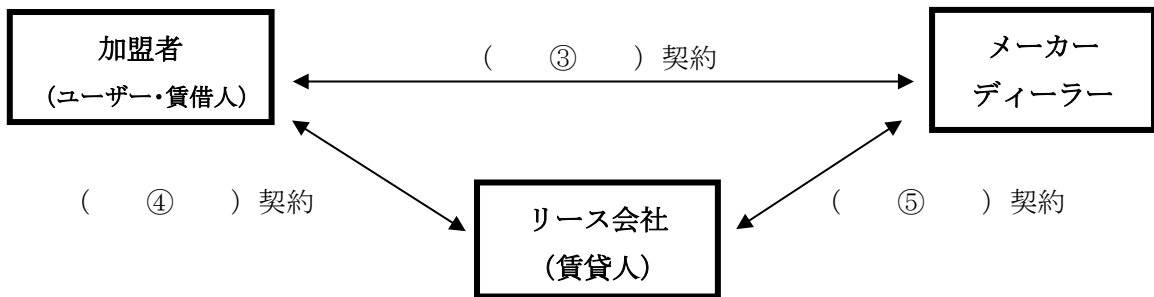 加盟者
（ユーザー・賃借人）
（　　③　　）契約
メーカー
ディーラー
（　　④　　）契約
リース会社
（賃貸人）
（　　⑤　　）契約